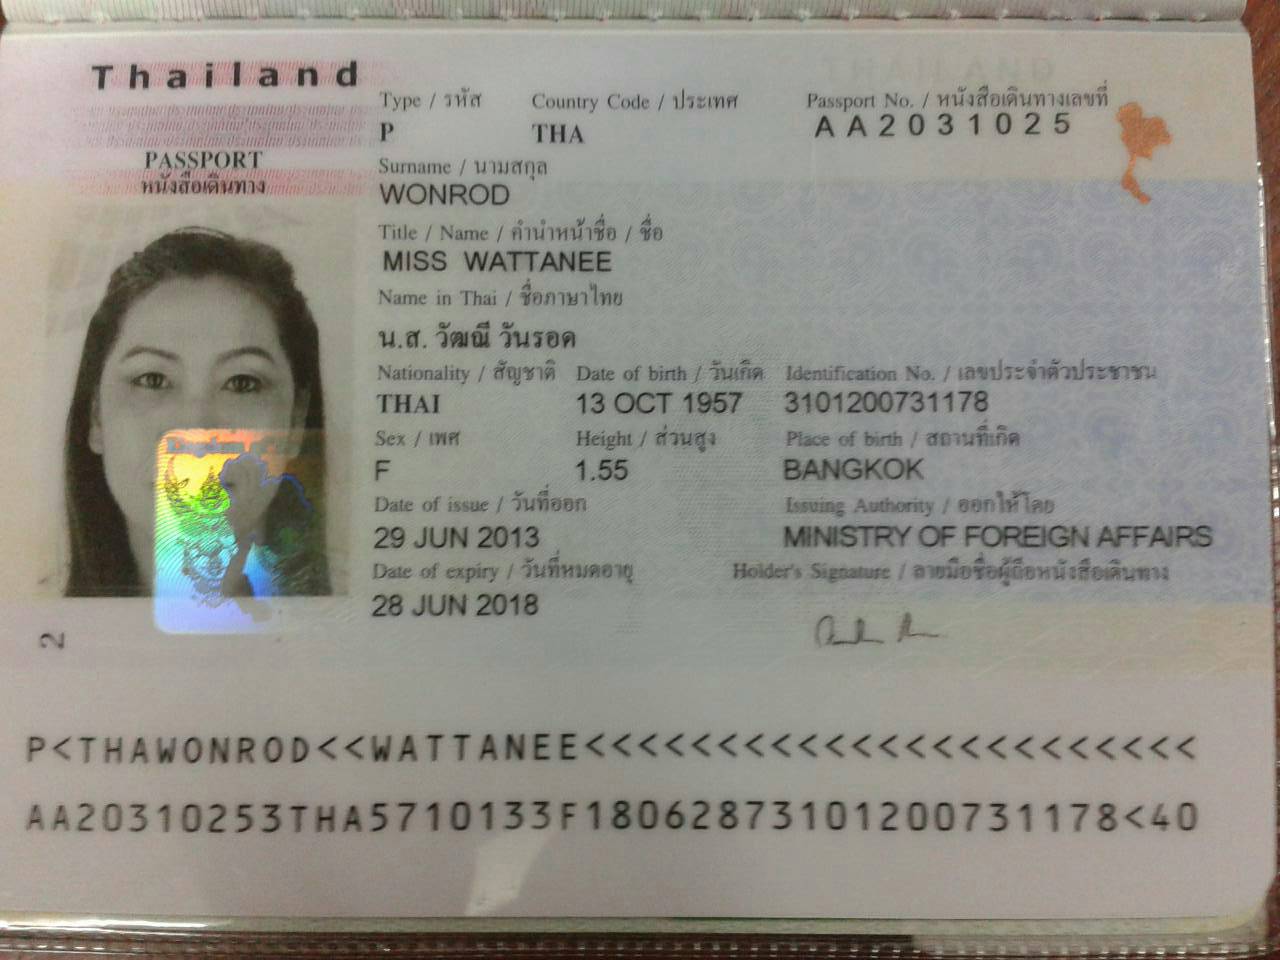 Thailand
PASSPORT
หนังสือเดินทาง
Type / รหัส Country Code / ประเทศ Passport No. / หนังสือเดินทางเลขที่
P THA AA2031025
Surname / นามสกุล
WONROD
Title / Name / คำนำหน้าชื่อ / ชื่อ
MISS WATTANEE
Name in Thai / ชื่อภาษาไทย
น.ส. วัฒณี วันรอด
Nationality / สัญชาติ Date of birth / วันเกิด Identification No. / เลขประจำตัวประชาชน
THAI 13 OCT 1957 3101200731178
Sex / เพศ Height / ส่วนสูง Place of birth / สถานที่เกิด
F 1.55 BANGKOK
Date of issue / วันที่ออก Issuing Authority / ออกให้โดย
29 JUN 2013 MINISTRY OF FOREIGN AFFAIRS
Date of expiry / วันที่หมดอายุ Holder's Signature / ลายมือชื่อผู้ถือหนังสือเดินทาง
28 JUN 2018
2
P<THAWONROD<<WATTANEE<<<<<<<<<<<<<<<<<<<<<<<
AA20310253THA5710133F18062873101200731178<40